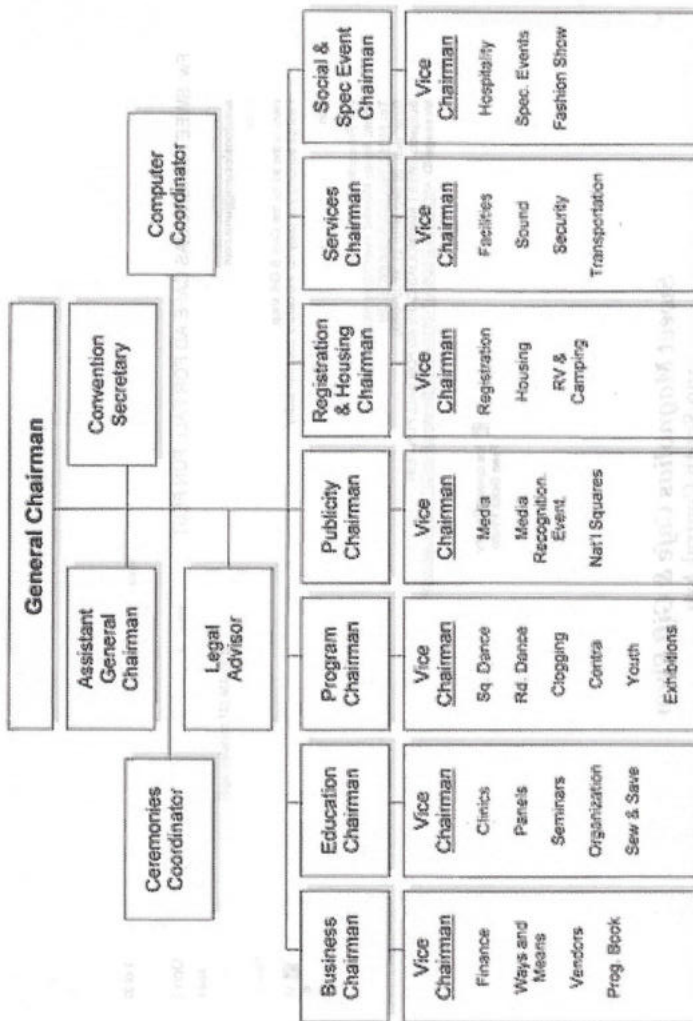 General Chairman
Assistant
General
Chairman
Convention
Secretary
Ceremonies
Coordinator
Computer
Coordinator
Legal
Advisor
Business
Chairman
Education
Chairman
Program
Chairman
Publicity
Chairman
Registration
& Housing
Chairman
Services
Chairman
Social &
Spec Event
Chairman
Vice
Chairman
Finance
Ways and
Means
Vendors
Prog. Book
Vice
Chairman
Clinics
Panels
Seminars
Organization
Sew & Save
Vice
Chairman
Sq. Dance
Rd. Dance
Clogging
Contra
Youth
Exhibitions
Vice
Chairman
Media
Media
Recognition.
Event.
Nat'l Squares
Vice
Chairman
Registration
Housing
RV &
Camping
Vice
Chairman
Facilities
Sound
Security
Transportation
Vice
Chairman
Hospitality
Spec. Events
Fashion Show